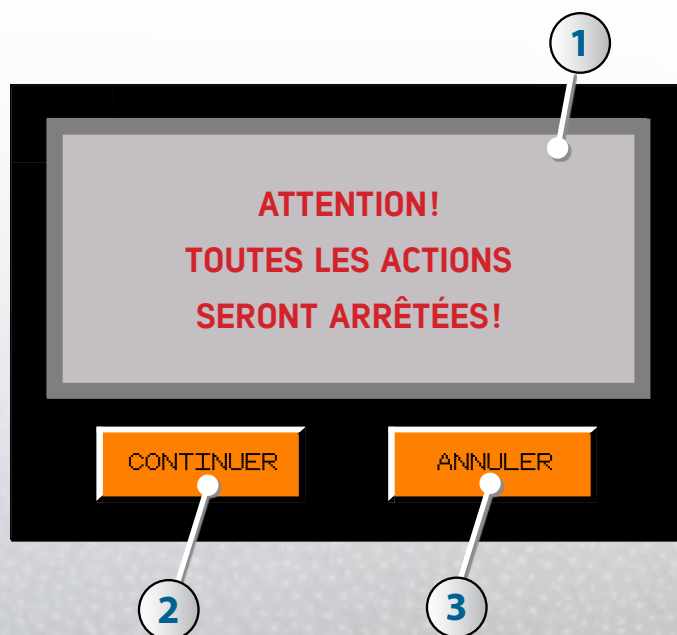 1
ATTENTION!
TOUTES LES ACTIONS
SERONT ARRÊTÉES!
CONTINUER
ANNULER
2
3